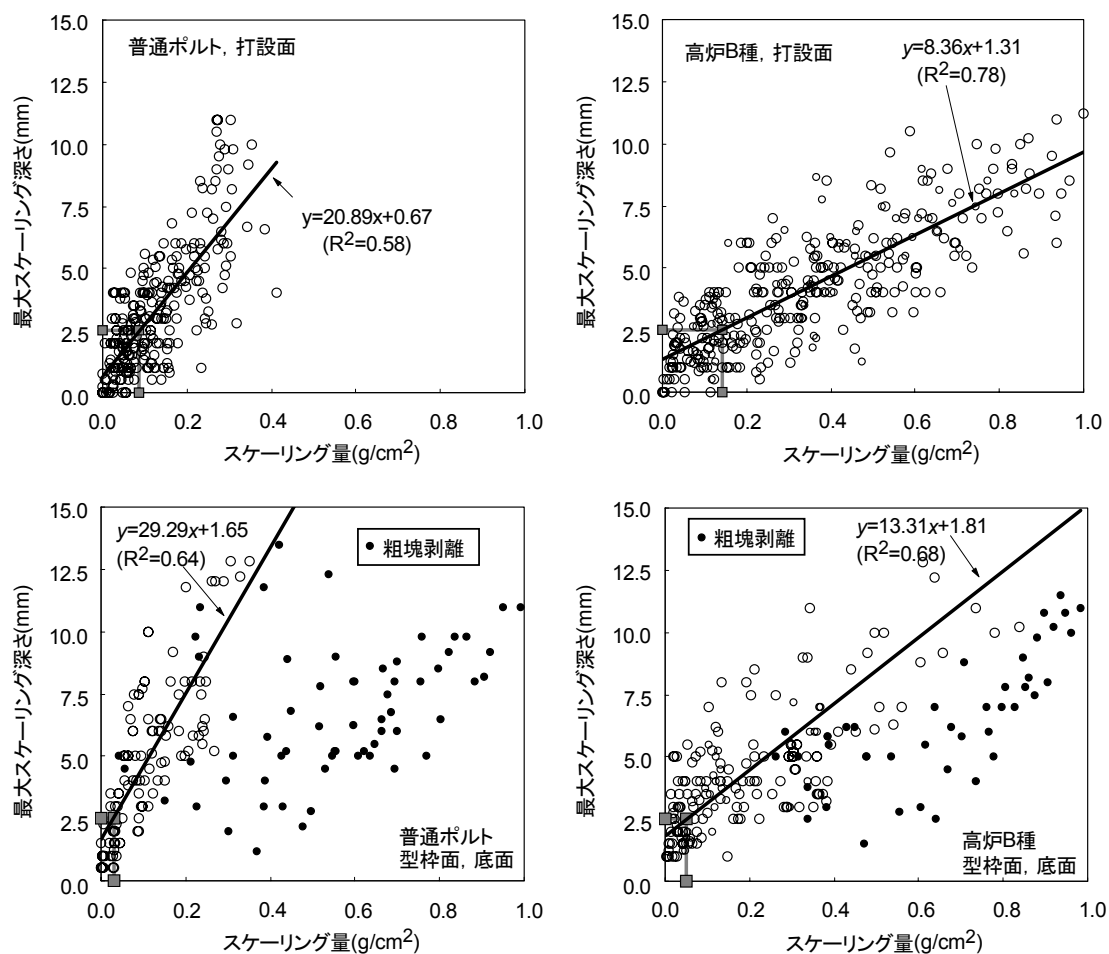 普通ポルト, 打設面
y=20.89x+0.67
(R²=0.58)
15.0
12.5
10.0
7.5
5.0
2.5
0.0
0.0 0.2 0.4 0.6 0.8 1.0
最大スケーリング深さ(mm)
スケーリング量(g/cm²)
高炉B種, 打設面
y=8.36x+1.31
(R²=0.78)
15.0
12.5
10.0
7.5
5.0
2.5
0.0
0.0 0.2 0.4 0.6 0.8 1.0
最大スケーリング深さ(mm)
スケーリング量(g/cm²)
y=29.29x+1.65
(R²=0.64)
粗塊剥離
普通ポルト
型枠面, 底面
15.0
12.5
10.0
7.5
5.0
2.5
0.0
0.0 0.2 0.4 0.6 0.8 1.0
最大スケーリング深さ(mm)
スケーリング量(g/cm²)
粗塊剥離
y=13.31x+1.81
(R²=0.68)
高炉B種
型枠面, 底面
15.0
12.5
10.0
7.5
5.0
2.5
0.0
0.0 0.2 0.4 0.6 0.8 1.0
最大スケーリング深さ(mm)
スケーリング量(g/cm²)